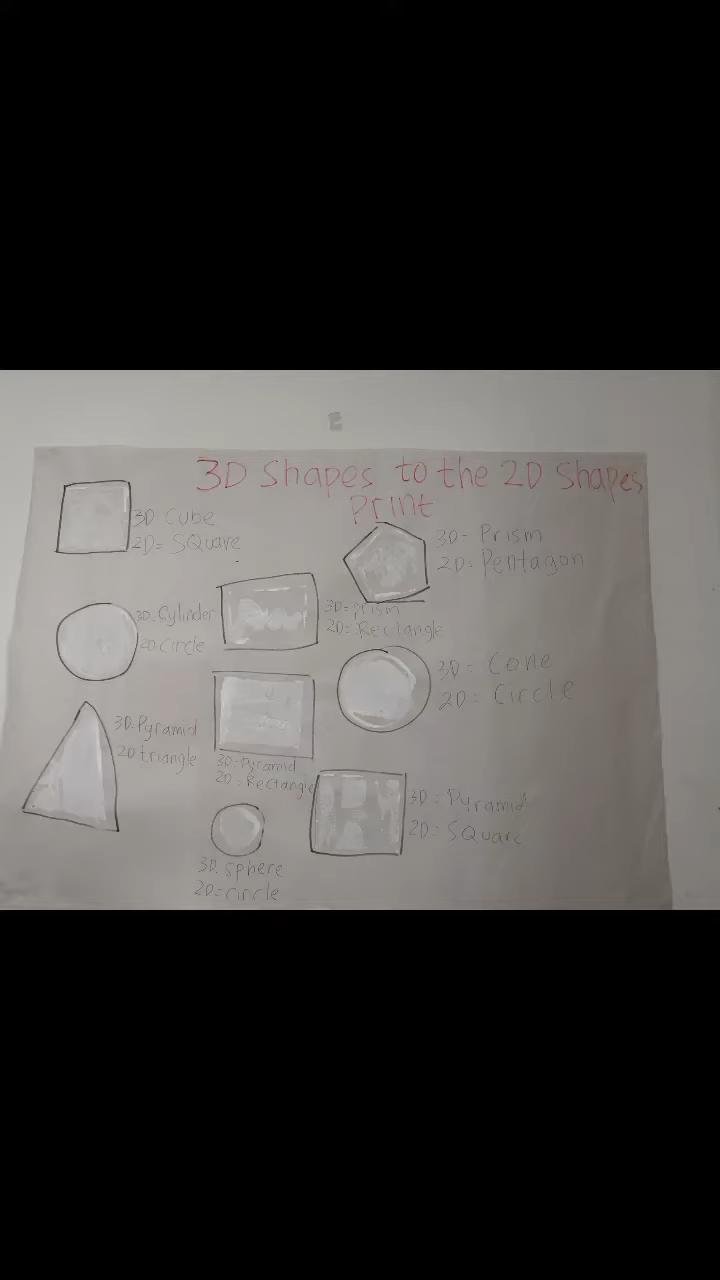 3D Shapes to the 2D Shapes
Print
3D Cube
2D= SQuare
3D- Prism
2D= Pentagon
3D-Cylinder
2D Circle
3D=Prism
2D= Rectangle
3D= Cone
2D= Circle
3D-Pyramid
2D triangle
3D=Pyramid
2D=Rectangle
3D= Pyramid
2D= SQuare
3D. Sphere
2D=circle